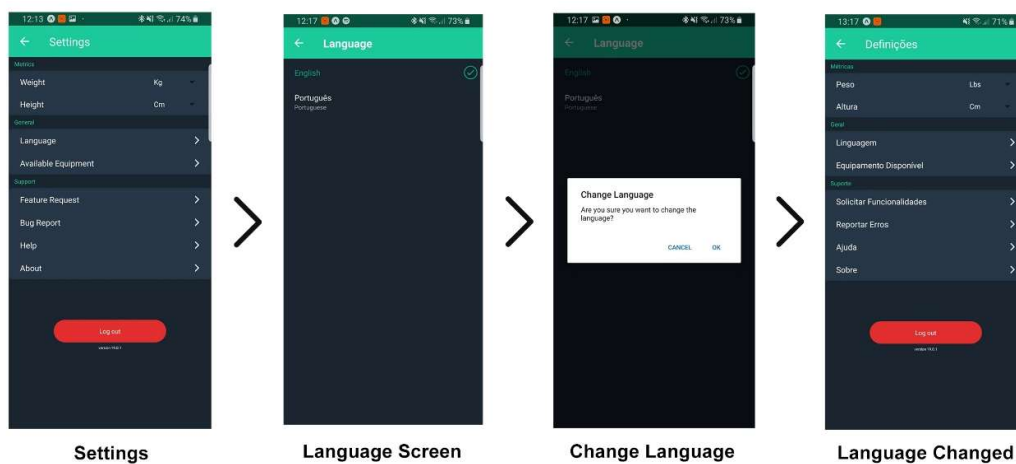 12:13 74%
Settings
Metrics
Weight Kg
Height Cm
General
Language
Available Equipment
Support
Feature Request
Bug Report
Help
About
Log out
Settings
12:17 73%
Language
English
Português
Portuguese
Language Screen
12:17 73%
Language
English
Português
Portuguese
Change Language
Are you sure you want to change the
language?
CANCEL OK
Change Language
13:17 71%
Definições
Métricas
Peso Lbs
Altura Cm
Geral
Linguagem
Equipamento Disponível
Suporte
Solicitar Funcionalidades
Reportar Erros
Ajuda
Sobre
Log out
Language Changed